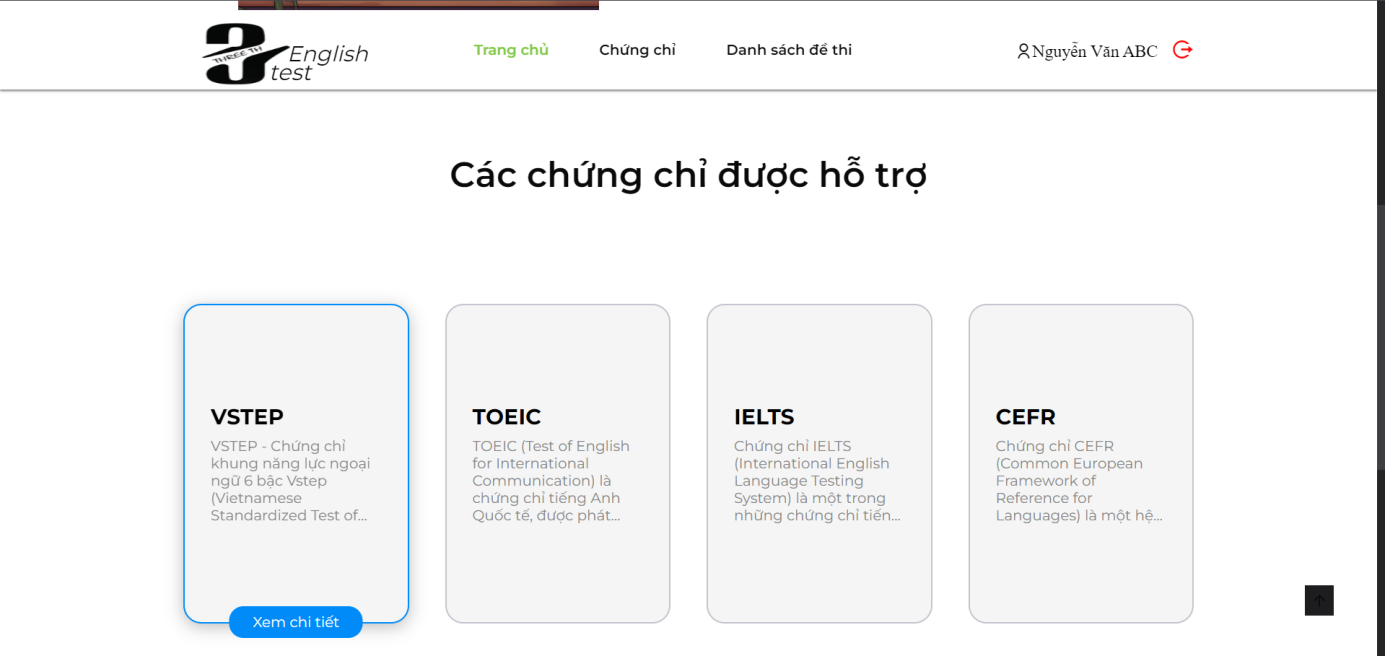 THREE TH
English
test
Trang chủ
Chứng chỉ
Danh sách đề thi
Nguyễn Văn ABC
Các chứng chỉ được hỗ trợ
VSTEP
VSTEP - Chứng chỉ
khung năng lực ngoại
ngữ 6 bậc Vstep
(Vietnamese
Standardized Test of...
Xem chi tiết
TOEIC
TOEIC (Test of English
for International
Communication) là
chứng chỉ tiếng Anh
Quốc tế, được phát...
IELTS
Chứng chỉ IELTS
(International English
Language Testing
System) là một trong
những chứng chỉ tiến...
CEFR
Chứng chỉ CEFR
(Common European
Framework of
Reference for
Languages) là một hệ...